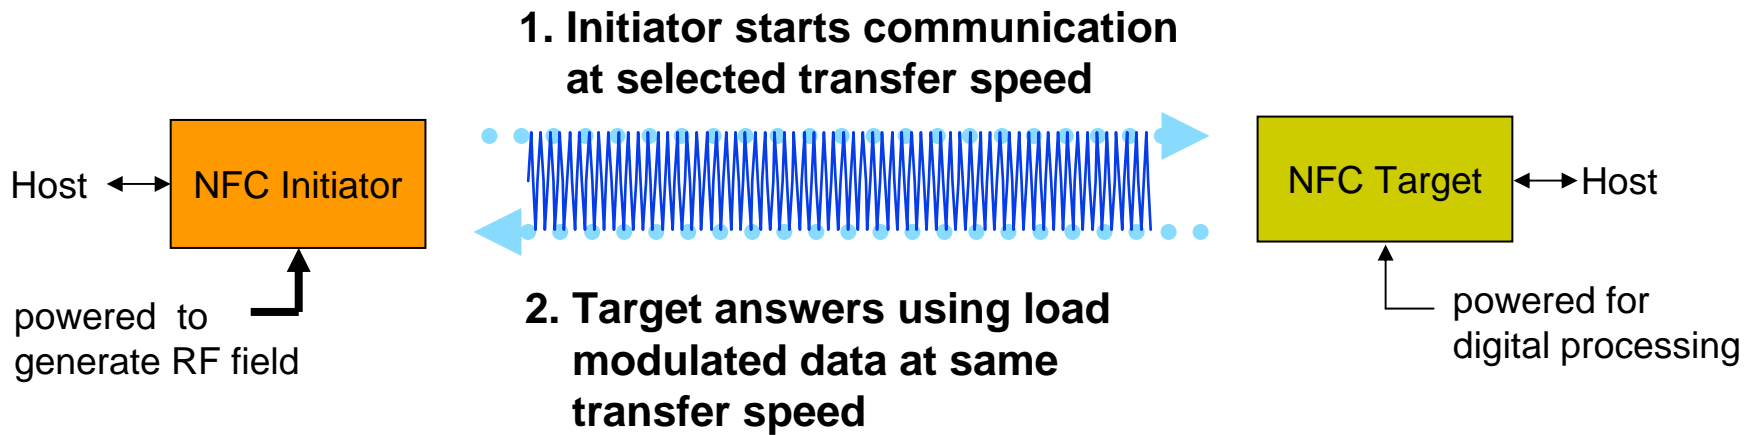 1. Initiator starts communication
at selected transfer speed
Host
NFC Initiator
NFC Target
Host
powered to
generate RF field
2. Target answers using load
modulated data at same
transfer speed
powered for
digital processing